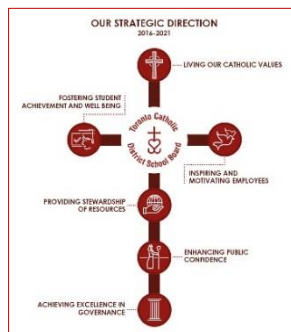 OUR STRATEGIC DIRECTION
2016-2021
LIVING OUR CATHOLIC VALUES
FOSTERING STUDENT
ACHIEVEMENT AND WELL BEING
Toronto Catholic
District School Board
INSPIRING AND
MOTIVATING EMPLOYEES
PROVIDING STEWARDSHIP
OF RESOURCES
ENHANCING PUBLIC
CONFIDENCE
ACHIEVING EXCELLENCE IN
GOVERNANCE